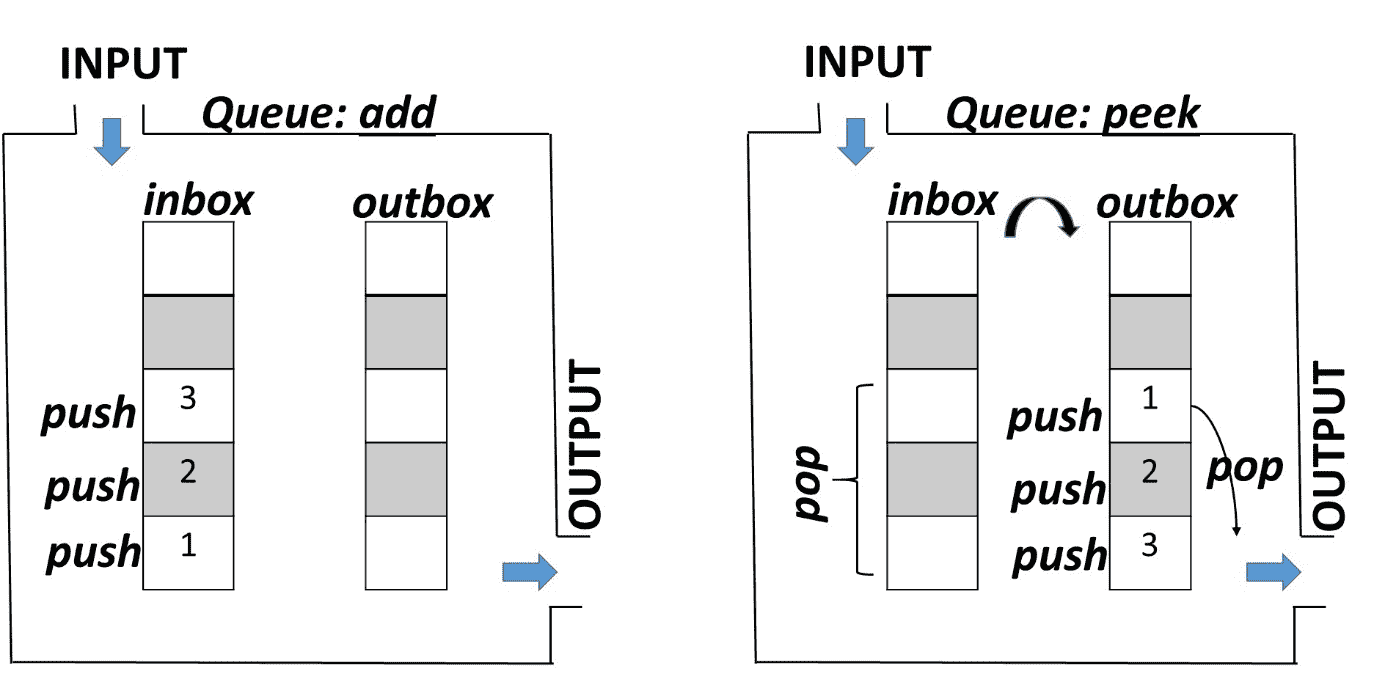 INPUT
Queue: add
inbox
outbox
push
3
push
2
push
1
OUTPUT
INPUT
Queue: peek
inbox
outbox
pop
push
1
push
2
pop
push
3
OUTPUT